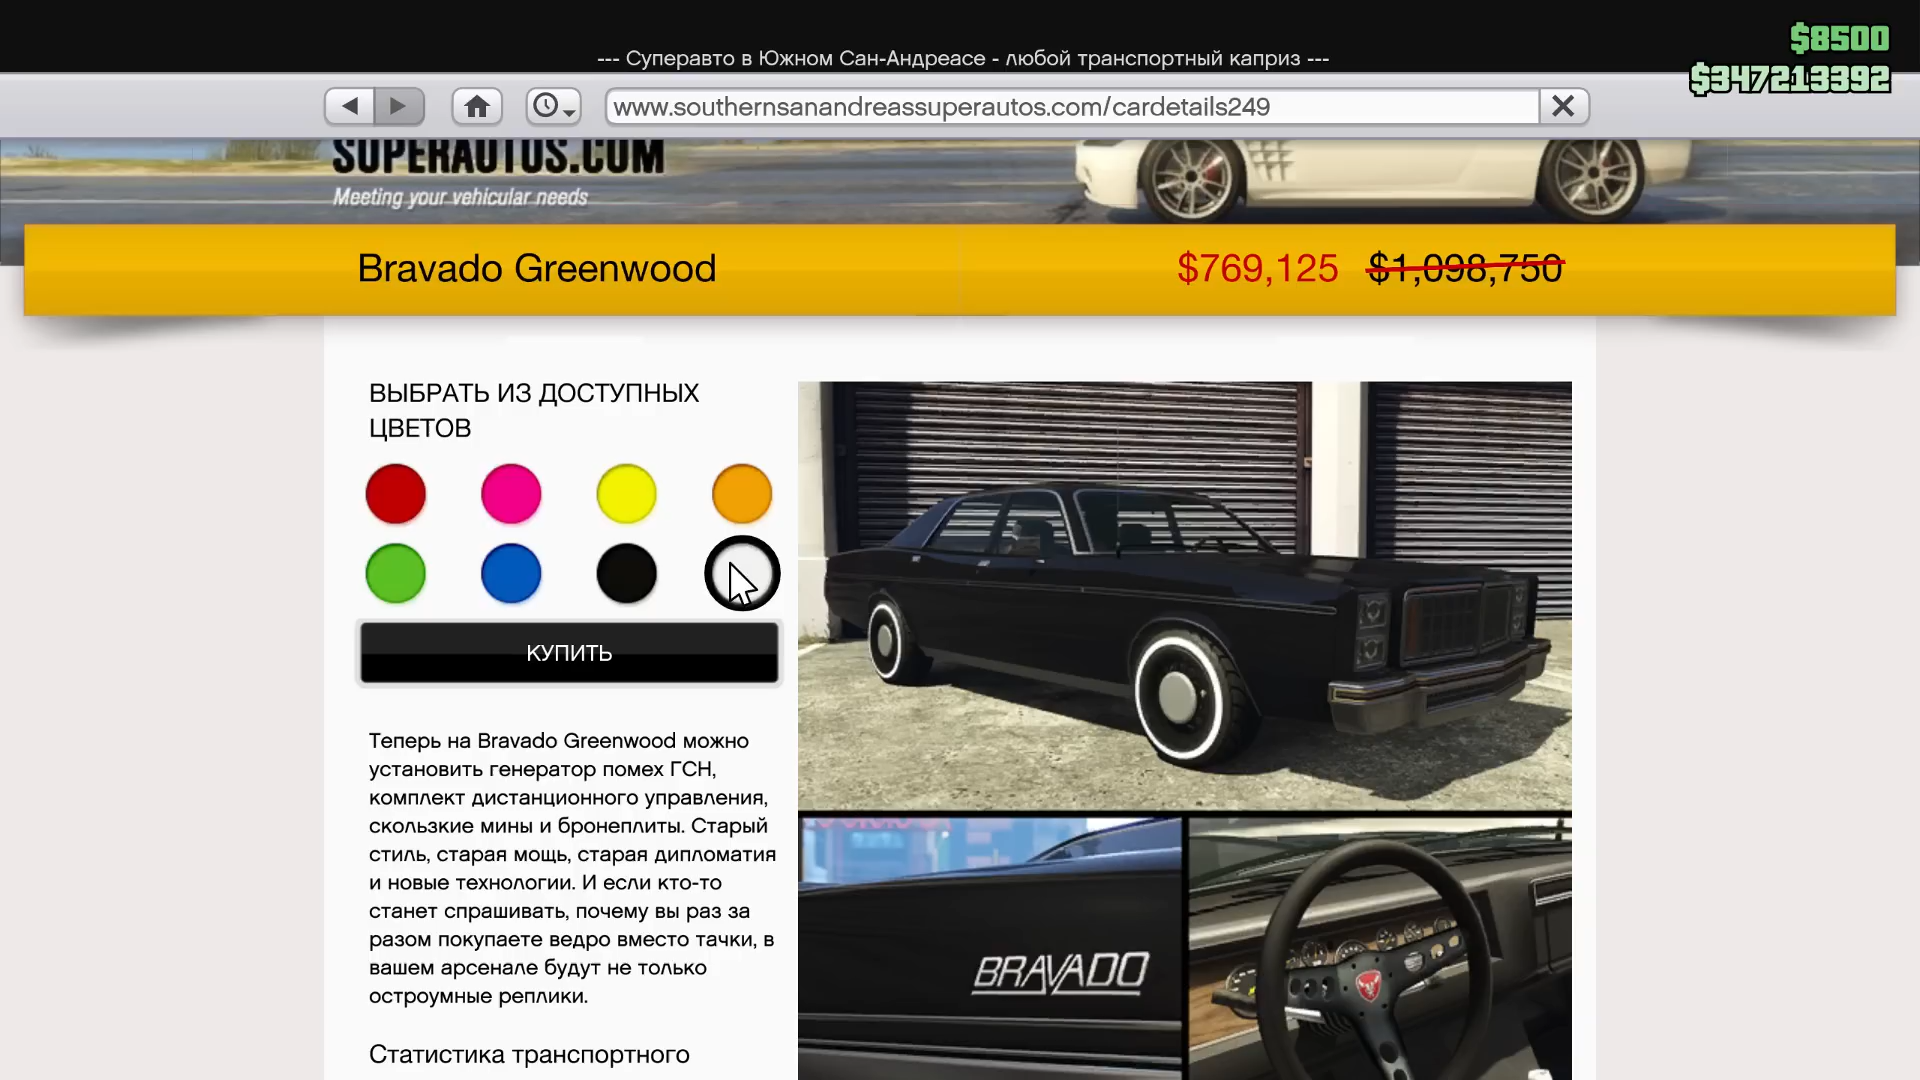 $8500
--- Суперавто в Южном Сан-Андреасе - любой транспортный каприз ---
$347213392
www.southernsanandreassuperautos.com/cardetails249
SUPERAUTOS.COM
Meeting your vehicular needs
Bravado Greenwood
$769,125 $1,098,750
ВЫБРАТЬ ИЗ ДОСТУПНЫХ
ЦВЕТОВ
КУПИТЬ
Теперь на Bravado Greenwood можно
установить генератор помех ГСН,
комплект дистанционного управления,
скользкие мины и бронеплиты. Старый
стиль, старая мощь, старая дипломатия
и новые технологии. И если кто-то
станет спрашивать, почему вы раз за
разом покупаете ведро вместо тачки, в
вашем арсенале будут не только
остроумные реплики.
Статистика транспортного
BRAVADO